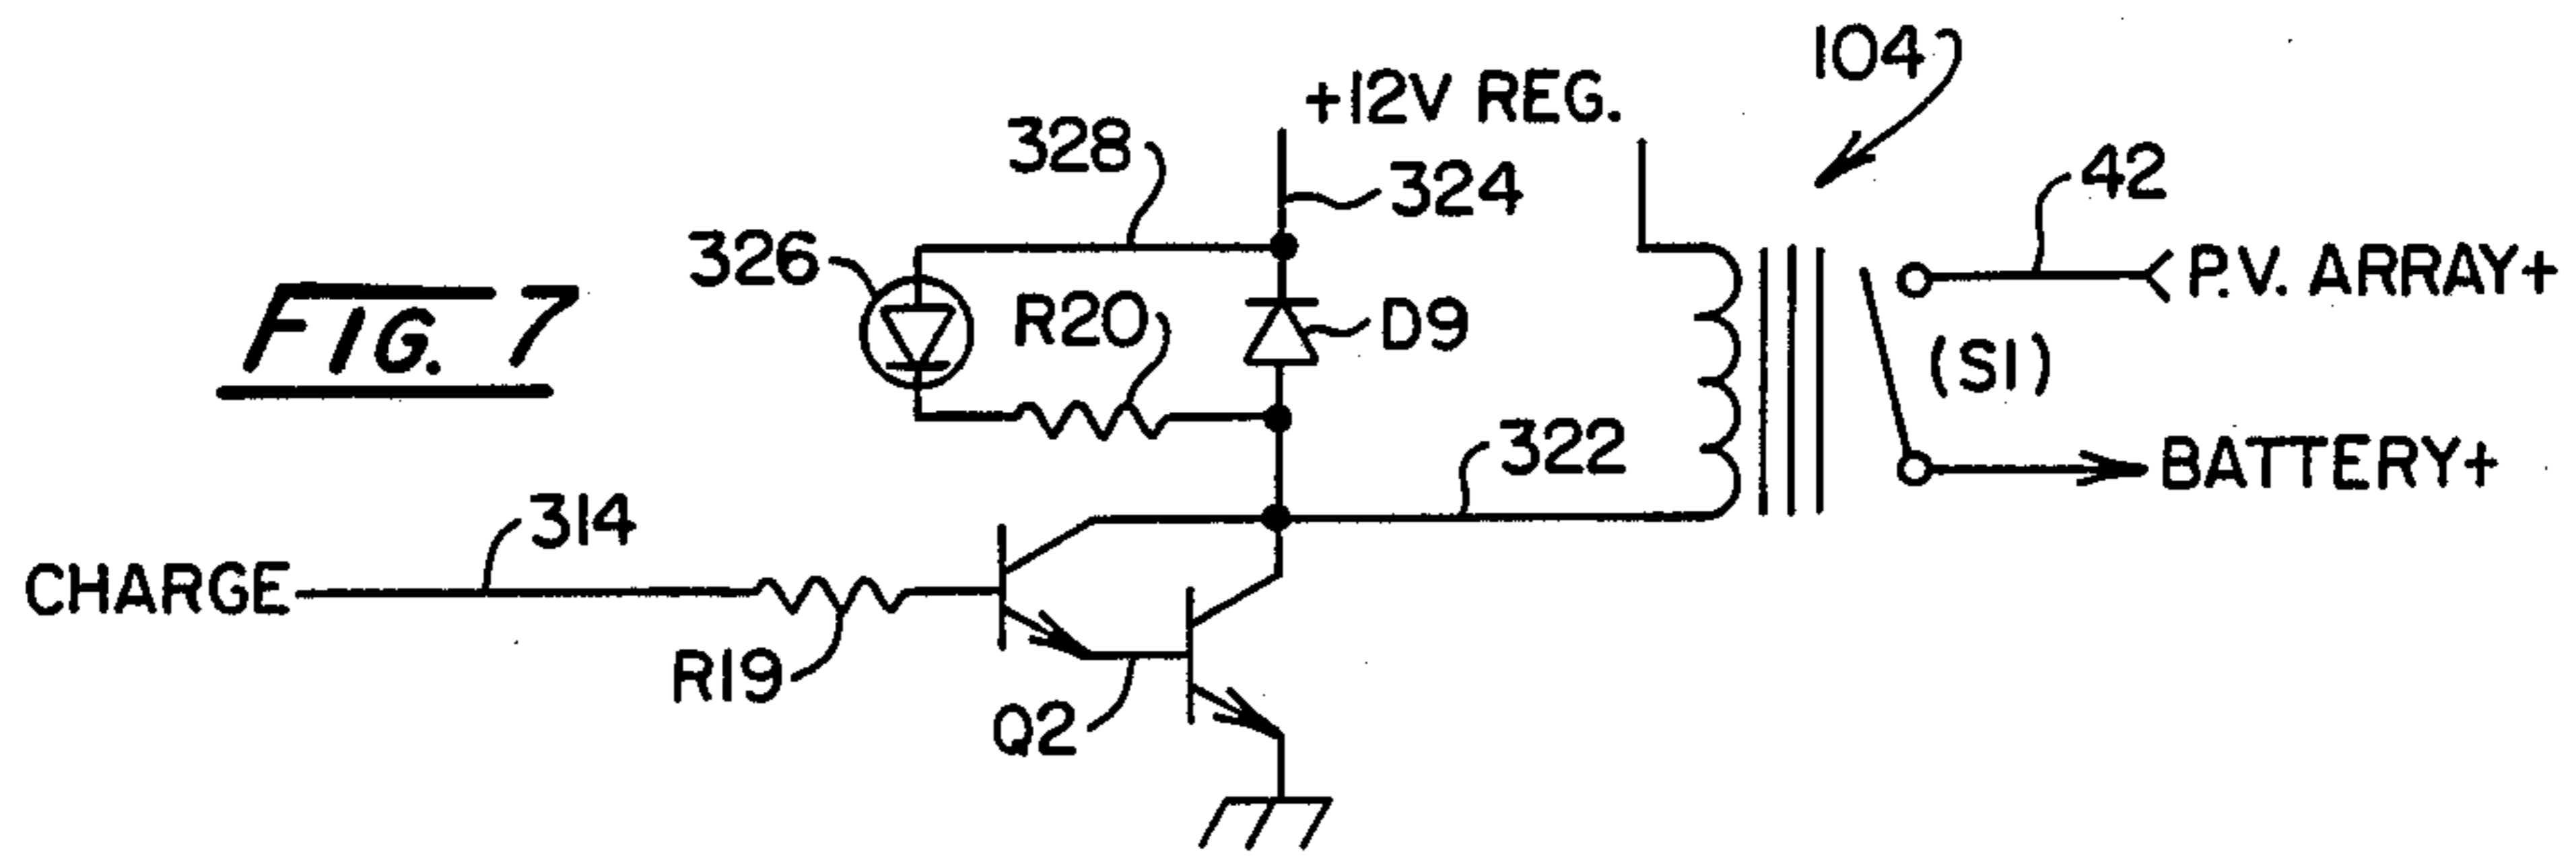 104
+12V REG.
328
324
42
326
P.V. ARRAY+
FIG. 7
R20
D9
(S1)
322
BATTERY+
314
CHARGE
R19
Q2